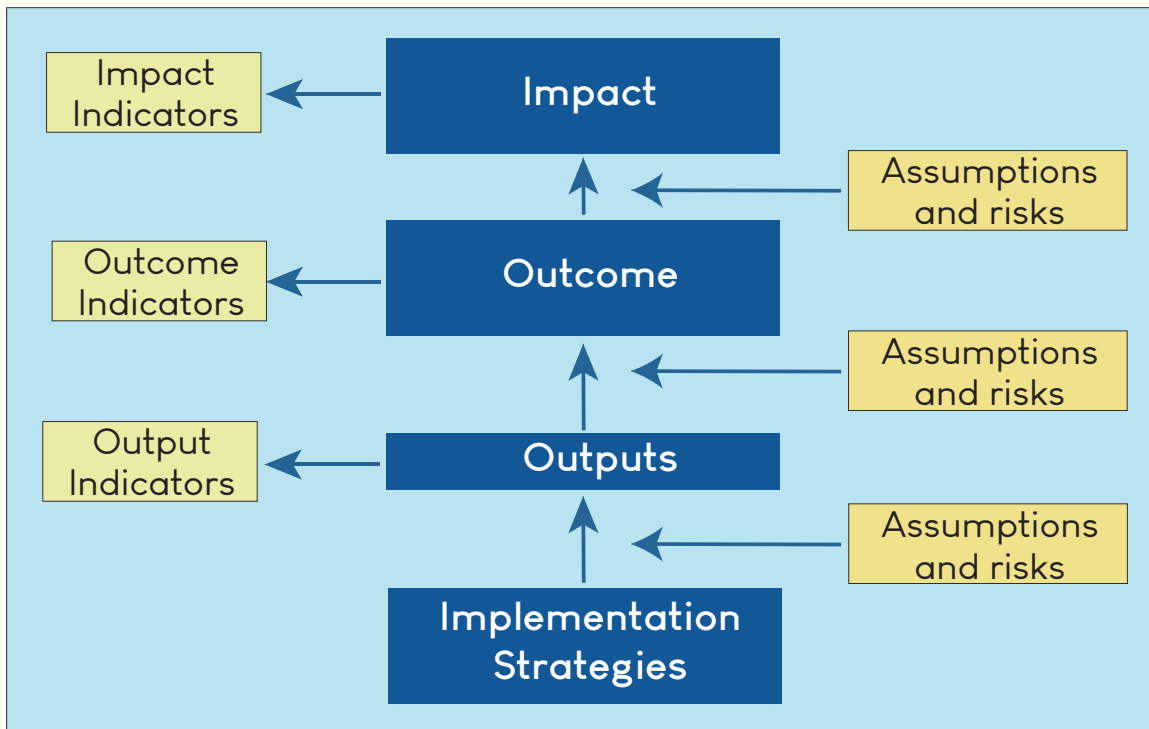 Impact
Indicators
Impact
Assumptions
and risks
Outcome
Indicators
Outcome
Assumptions
and risks
Output
Indicators
Outputs
Assumptions
and risks
Implementation
Strategies